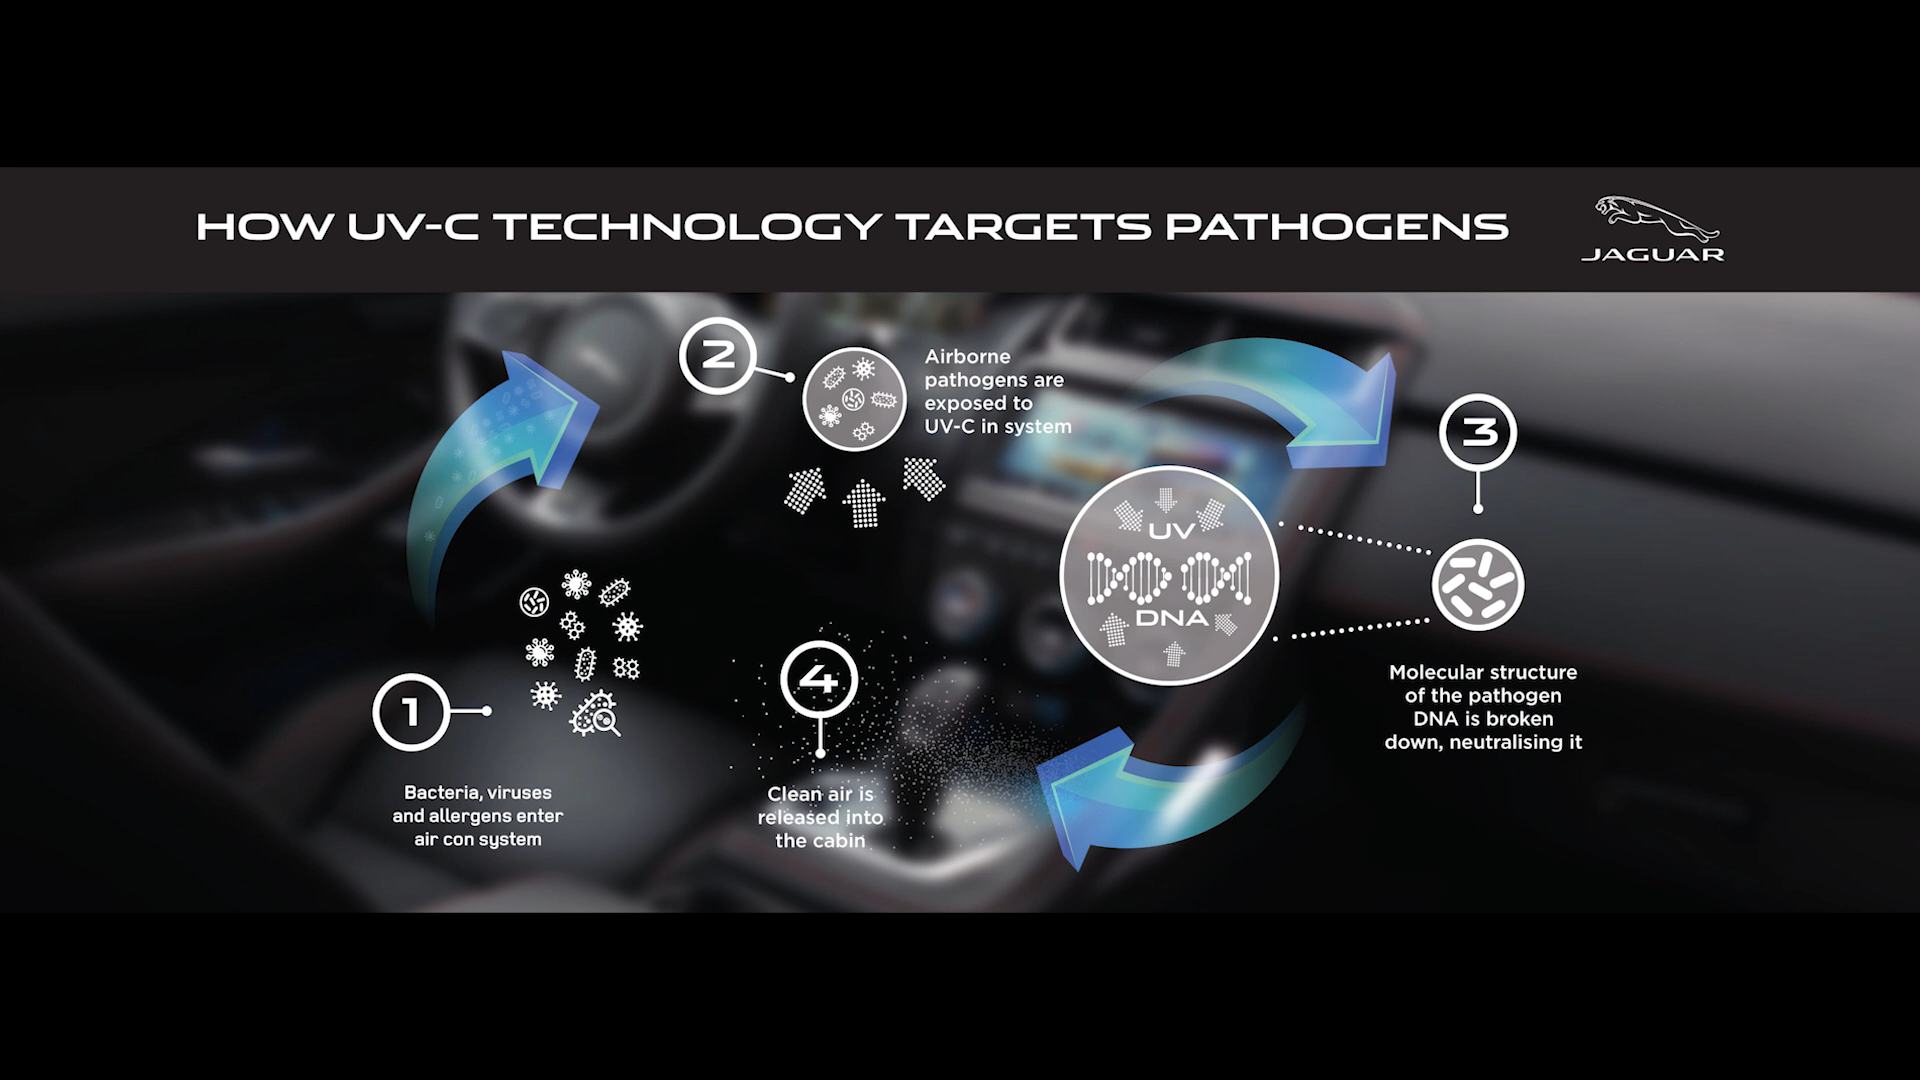 HOW UV-C TECHNOLOGY TARGETS PATHOGENS
JAGUAR
1
Bacteria, viruses
and allergens enter
air con system
2
Airborne
pathogens are
exposed to
UV-C in system
UV
DNA
3
Molecular structure
of the pathogen
DNA is broken
down, neutralising it
4
Clean air is
released into
the cabin